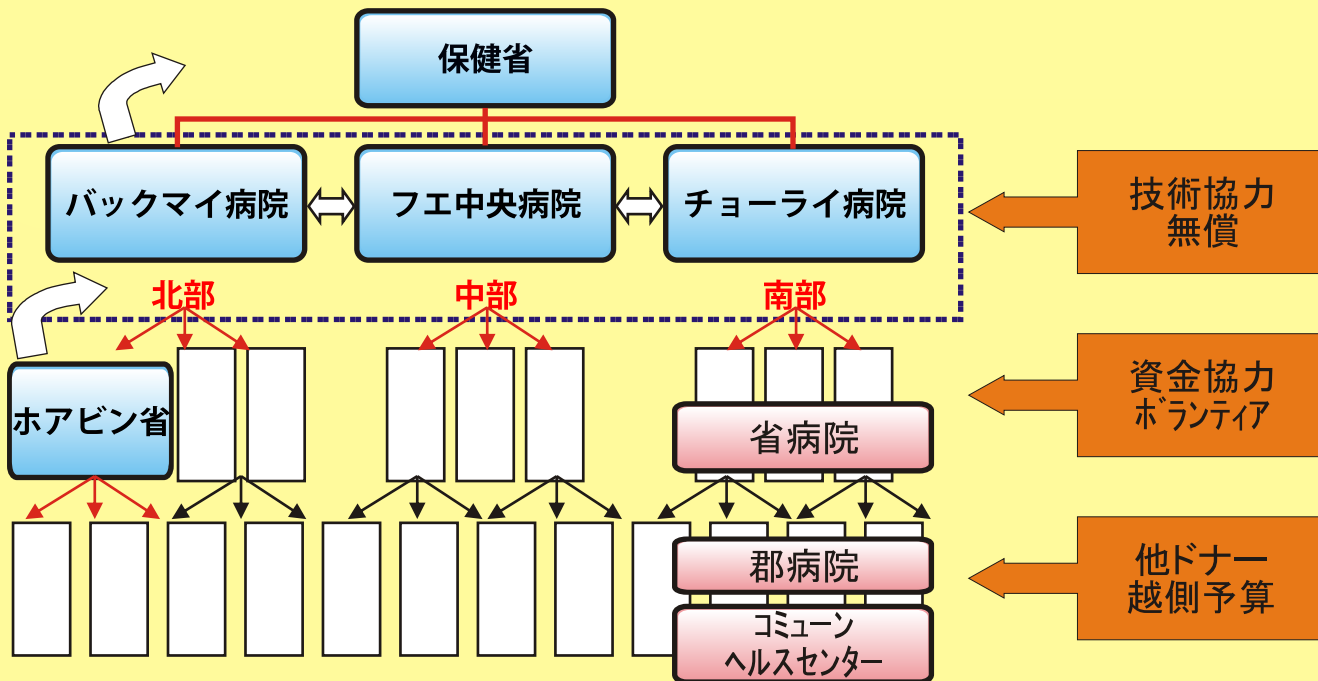 保健省
バックマイ病院
フエ中央病院
チョーライ病院
技術協力
無償
北部
中部
南部
ホアビン省
省病院
資金協力
ボランティア
郡病院
コミューン
ヘルスセンター
他ドナー
越側予算